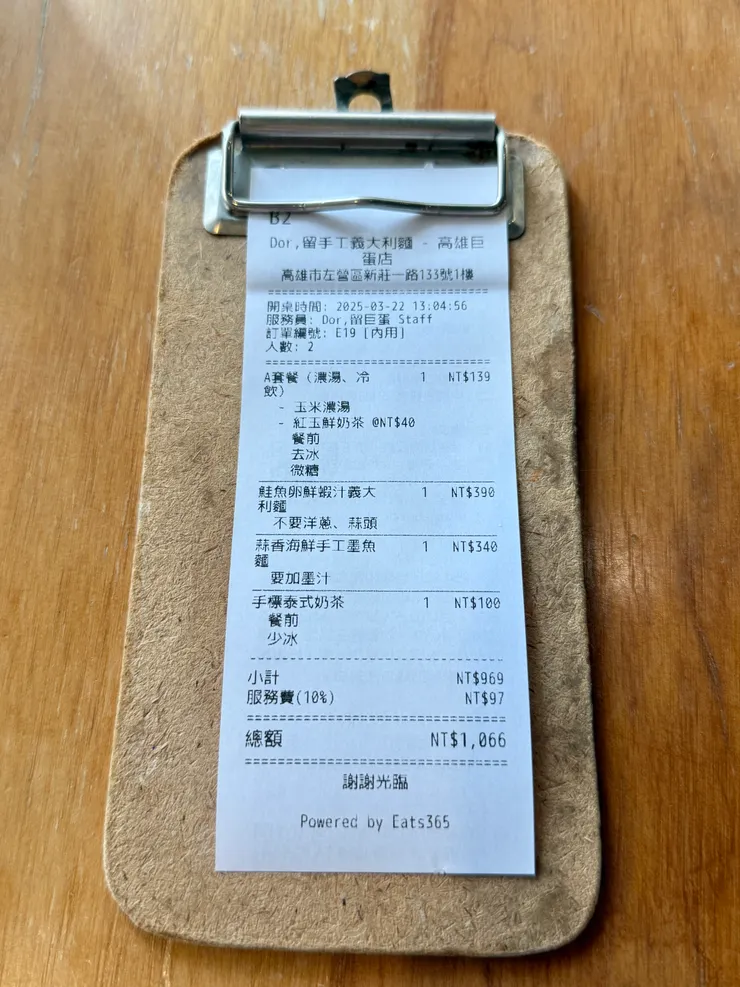 B2
Dor,留手工義大利麵 - 高雄巨
蛋店
高雄市左營區新莊一路133號1樓
開桌時間: 2025-03-22 13:04:56
服務員: Dor,留巨蛋 Staff
訂單編號: E19 [內用]
人數: 2
A套餐 (濃湯、冷 1 NT$139
飲)
- 玉米濃湯
- 紅玉鮮奶茶 @NT$40
餐前
去冰
微糖
鮭魚卵鮮蝦汁義大 1 NT$390
利麵
不要洋蔥、蒜頭
蒜香海鮮手工墨魚 1 NT$340
麵
要加墨汁
手標泰式奶茶 1 NT$100
餐前
少冰
小計 NT$969
服務費(10%) NT$97
總額 NT$1,066
謝謝光臨
Powered by Eats365